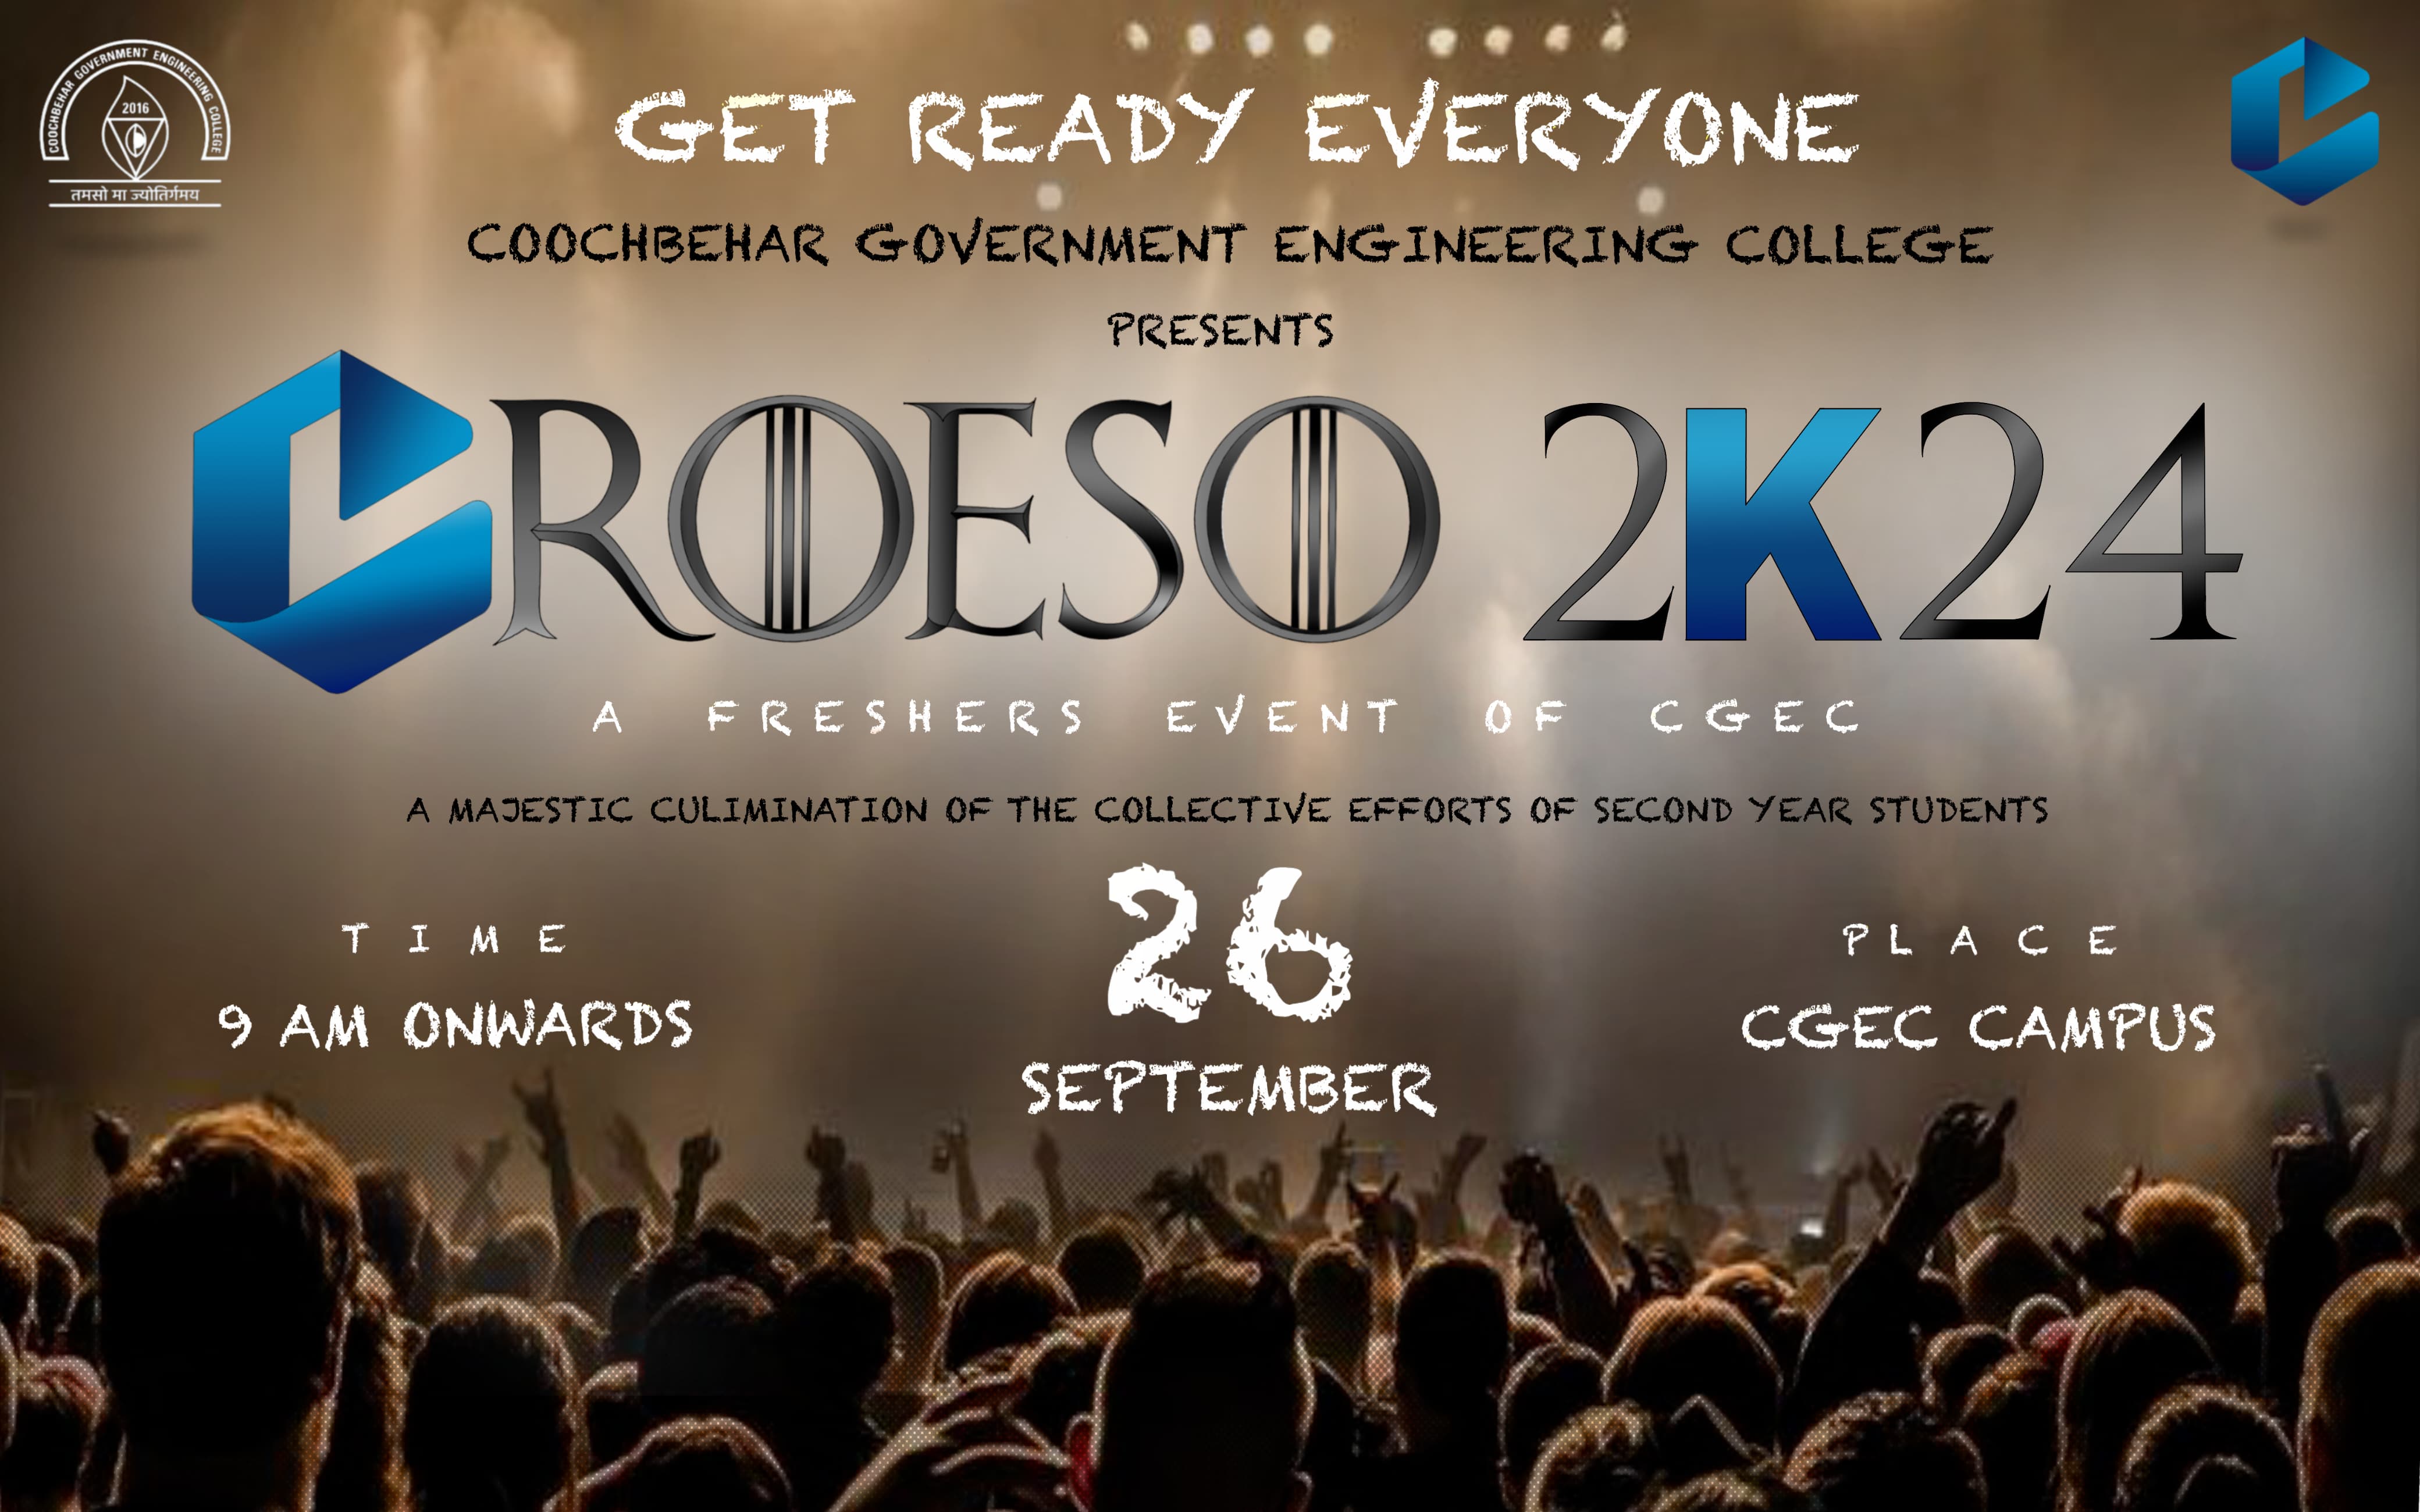 COOCHBEHAR GOVERNMENT ENGINEERING COLLEGE
2016
तमसो मा ज्योतिर्गमय
GET READY EVERYONE
COOCHBEHAR GOVERNMENT ENGINEERING COLLEGE
PRESENTS
CROESO 2K24
A FRESHERS EVENT OF CGEC
A MAJESTIC CULIMINATION OF THE COLLECTIVE EFFORTS OF SECOND YEAR STUDENTS
TIME
9 AM ONWARDS
26
SEPTEMBER
PLACE
CGEC CAMPUS